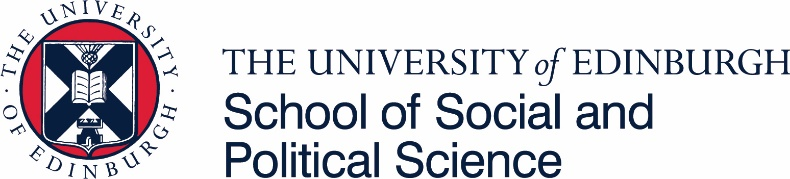 THE UNIVERSITY
OF EDINBURGH
THE UNIVERSITY of EDINBURGH
School of Social and
Political Science